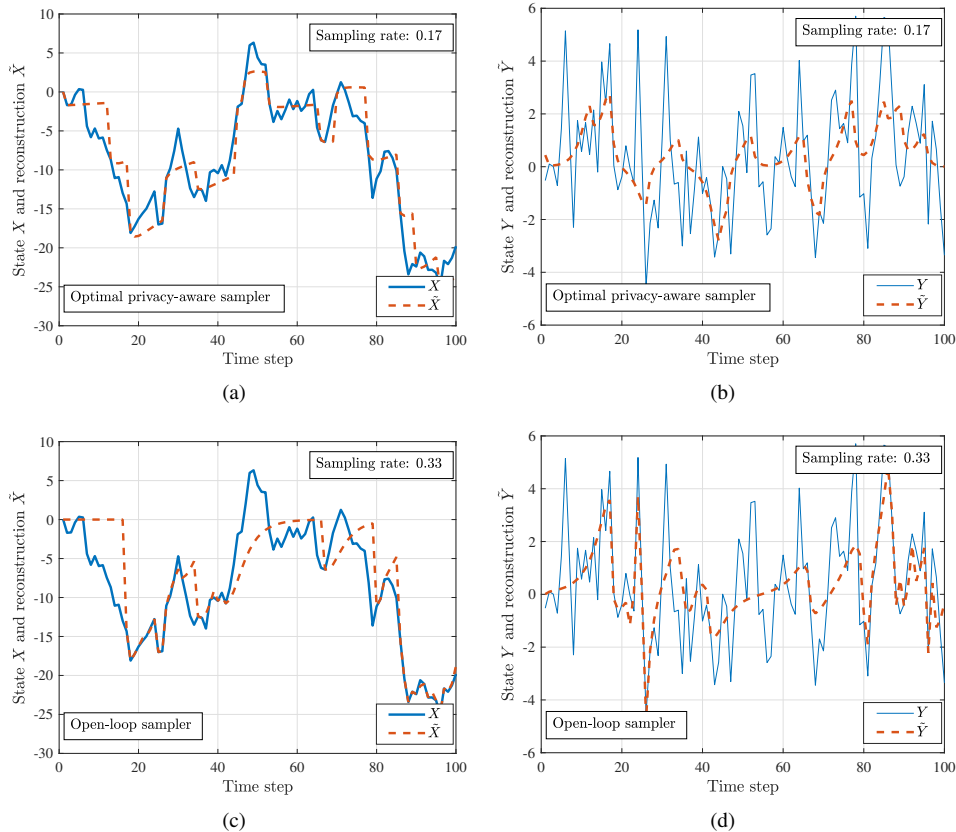 10
5
0
-5
-10
-15
-20
-25
-30
0
20
40
60
80
100
State X and reconstruction X̃
Time step
Sampling rate: 0.17
Optimal privacy-aware sampler
X
X̃
(a)
6
4
2
0
-2
-4
-6
0
20
40
60
80
100
State Y and reconstruction Ỹ
Time step
Sampling rate: 0.17
Optimal privacy-aware sampler
Y
Ỹ
(b)
10
5
0
-5
-10
-15
-20
-25
-30
0
20
40
60
80
100
State X and reconstruction X̃
Time step
Sampling rate: 0.33
Open-loop sampler
X
X̃
(c)
6
4
2
0
-2
-4
-6
0
20
40
60
80
100
State Y and reconstruction Ỹ
Time step
Sampling rate: 0.33
Open-loop sampler
Y
Ỹ
(d)